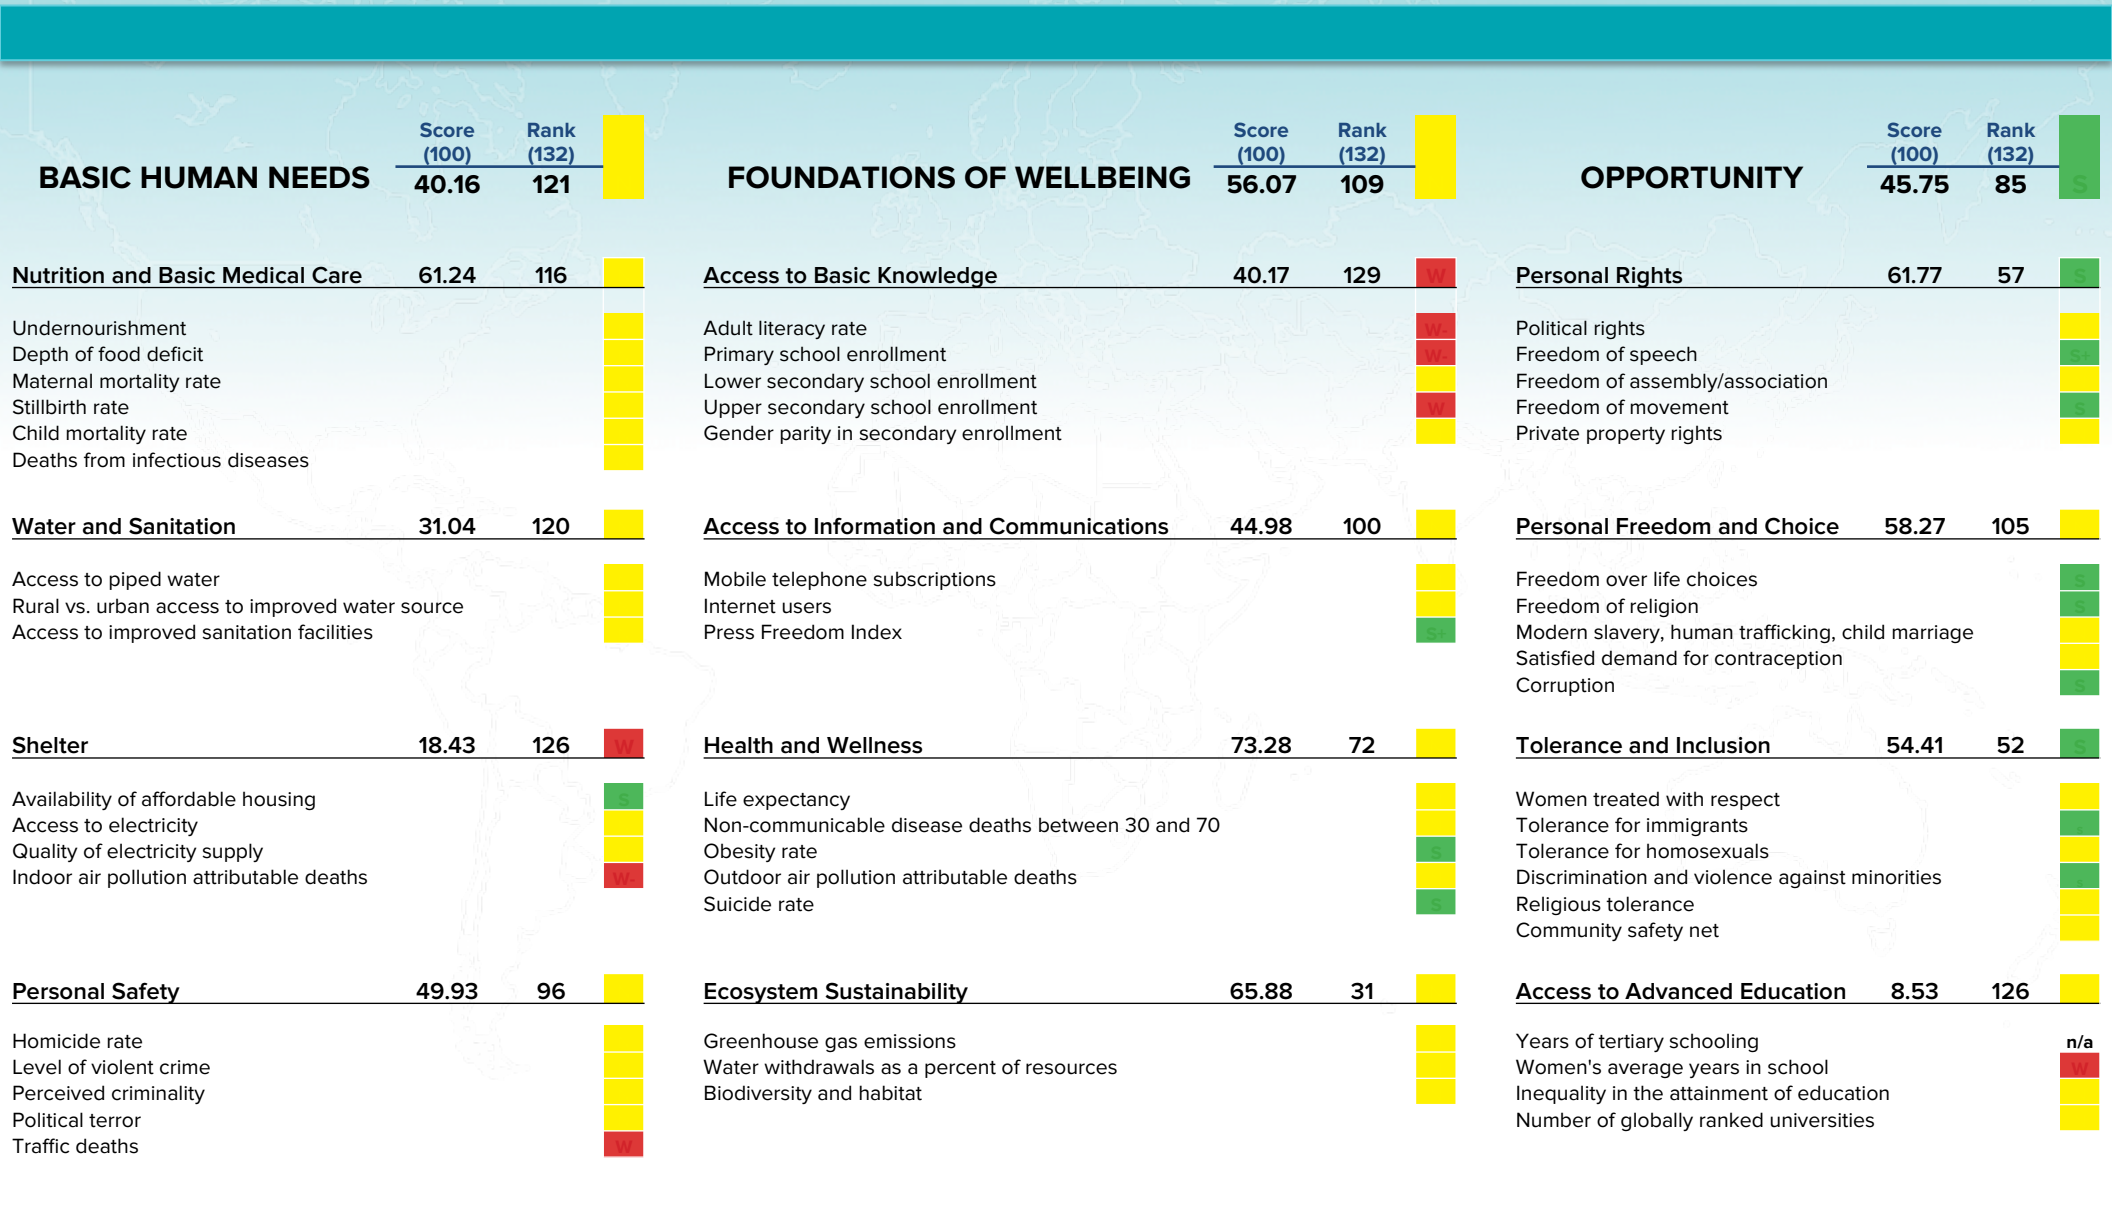 Score Rank
(100) (132)
BASIC HUMAN NEEDS 40.16 121
Nutrition and Basic Medical Care 61.24 116
Undernourishment
Depth of food deficit
Maternal mortality rate
Stillbirth rate
Child mortality rate
Deaths from infectious diseases
Water and Sanitation 31.04 120
Access to piped water
Rural vs. urban access to improved water source
Access to improved sanitation facilities
Shelter 18.43 126 W
Availability of affordable housing S
Access to electricity
Quality of electricity supply
Indoor air pollution attributable deaths W-
Personal Safety 49.93 96
Homicide rate
Level of violent crime
Perceived criminality
Political terror
Traffic deaths W
Score Rank
(100) (132)
FOUNDATIONS OF WELLBEING 56.07 109
Access to Basic Knowledge 40.17 129 W
Adult literacy rate W-
Primary school enrollment W-
Lower secondary school enrollment
Upper secondary school enrollment W
Gender parity in secondary enrollment
Access to Information and Communications 44.98 100
Mobile telephone subscriptions
Internet users
Press Freedom Index S+
Health and Wellness 73.28 72
Life expectancy
Non-communicable disease deaths between 30 and 70
Obesity rate S
Outdoor air pollution attributable deaths
Suicide rate S
Ecosystem Sustainability 65.88 31
Greenhouse gas emissions
Water withdrawals as a percent of resources
Biodiversity and habitat
Score Rank
(100) (132)
OPPORTUNITY 45.75 85 S
Personal Rights 61.77 57 S
Political rights
Freedom of speech S+
Freedom of assembly/association
Freedom of movement S
Private property rights
Personal Freedom and Choice 58.27 105
Freedom over life choices S
Freedom of religion S
Modern slavery, human trafficking, child marriage
Satisfied demand for contraception
Corruption S
Tolerance and Inclusion 54.41 52 S
Women treated with respect
Tolerance for immigrants s
Tolerance for homosexuals
Discrimination and violence against minorities s
Religious tolerance
Community safety net
Access to Advanced Education 8.53 126
Years of tertiary schooling n/a
Women's average years in school W
Inequality in the attainment of education
Number of globally ranked universities